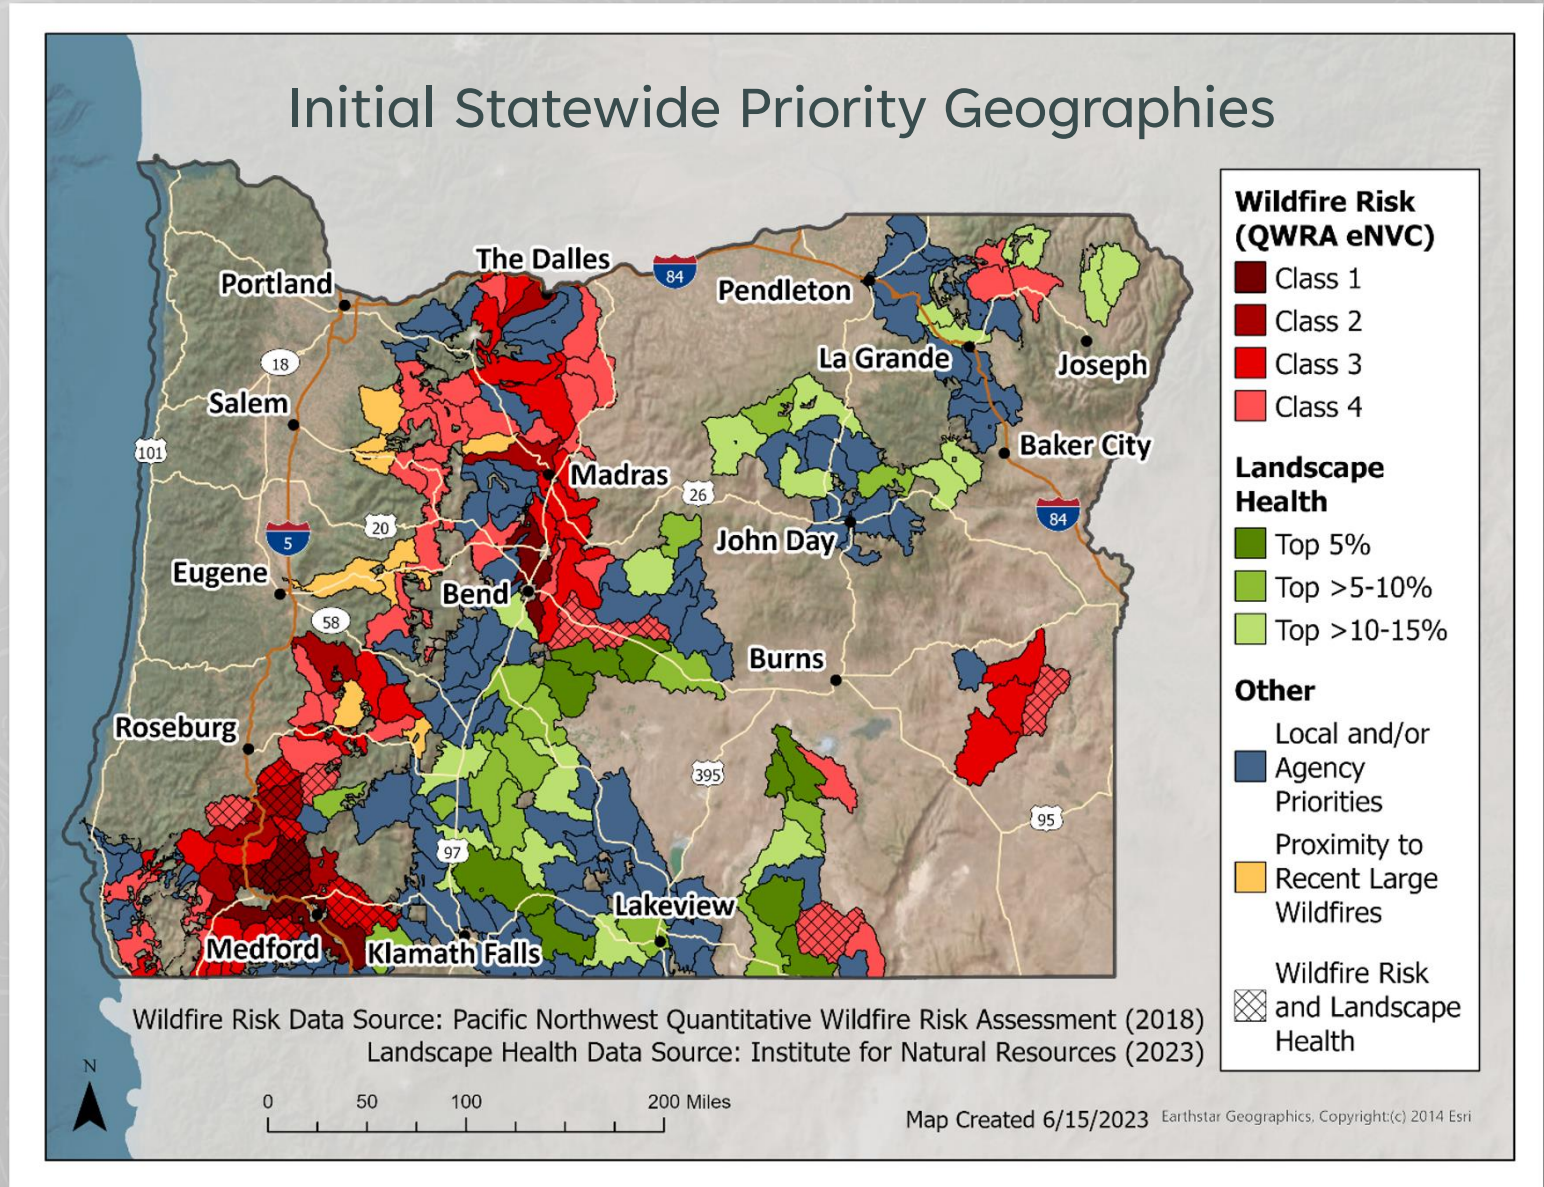 Initial Statewide Priority Geographies
The Dalles
84
Portland
Pendleton
18
La Grande
Joseph
Salem
101
Baker City
Madras
26
84
20
5
John Day
Eugene
Bend
58
Burns
Roseburg
395
95
97
Lakeview
Medford
Klamath Falls
Wildfire Risk
(QWRA eNVC)
Class 1
Class 2
Class 3
Class 4
Landscape
Health
Top 5%
Top >5-10%
Top >10-15%
Other
Local and/or
Agency
Priorities
Proximity to
Recent Large
Wildfires
Wildfire Risk
and Landscape
Health
Wildfire Risk Data Source: Pacific Northwest Quantitative Wildfire Risk Assessment (2018)
Landscape Health Data Source: Institute for Natural Resources (2023)
N
0 50 100 200 Miles
Map Created 6/15/2023 Earthstar Geographics, Copyright:(c) 2014 Esri